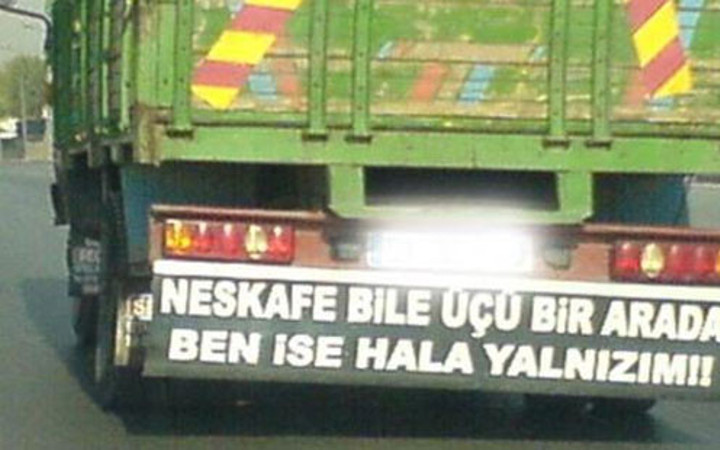 NESKAFE BİLE ÜÇÜ BİR ARADA
BEN İSE HALA YALNIZIM!!